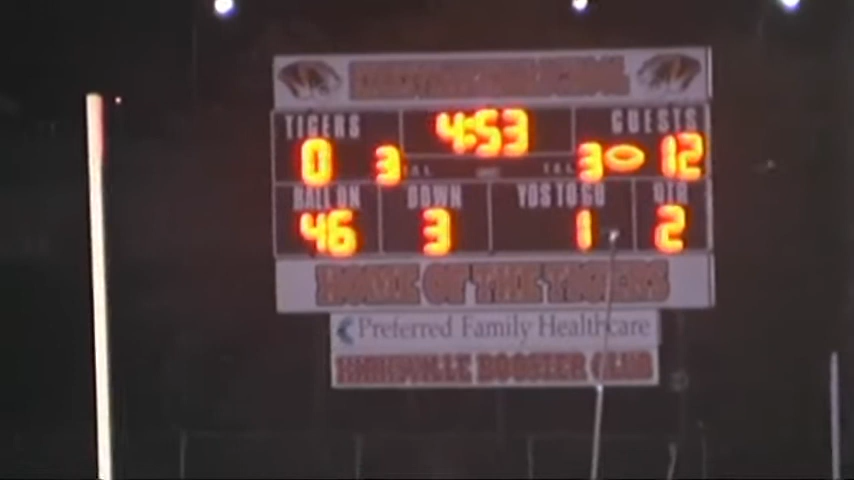 TIGERS 4:53 GUESTS
0 3 T.O.L. T.O.L. 3 12
BALL ON DOWN YDS TO GO QTR
46 3 1 2
HOME OF THE TIGERS
Preferred Family Healthcare
BOOSTER CLUB